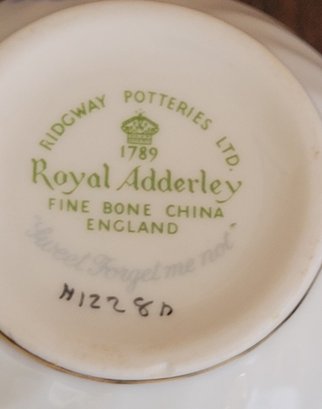 RIDGWAY POTTERIES LTD.
1789
Royal Adderley
FINE BONE CHINA
ENGLAND
"Sweet Forget me not"
H1228D